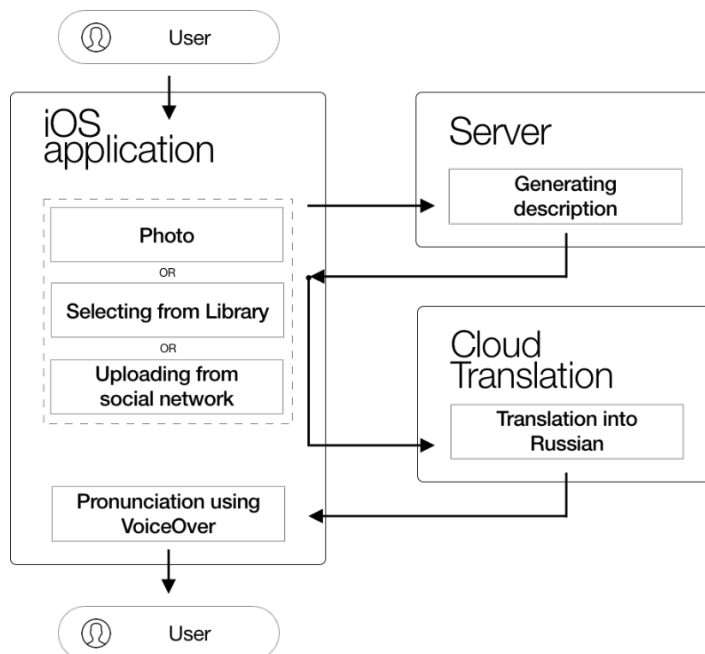 User
iOS
application
Photo
OR
Selecting from Library
OR
Uploading from
social network
Pronunciation using
VoiceOver
Server
Generating
description
Cloud
Translation
Translation into
Russian
User